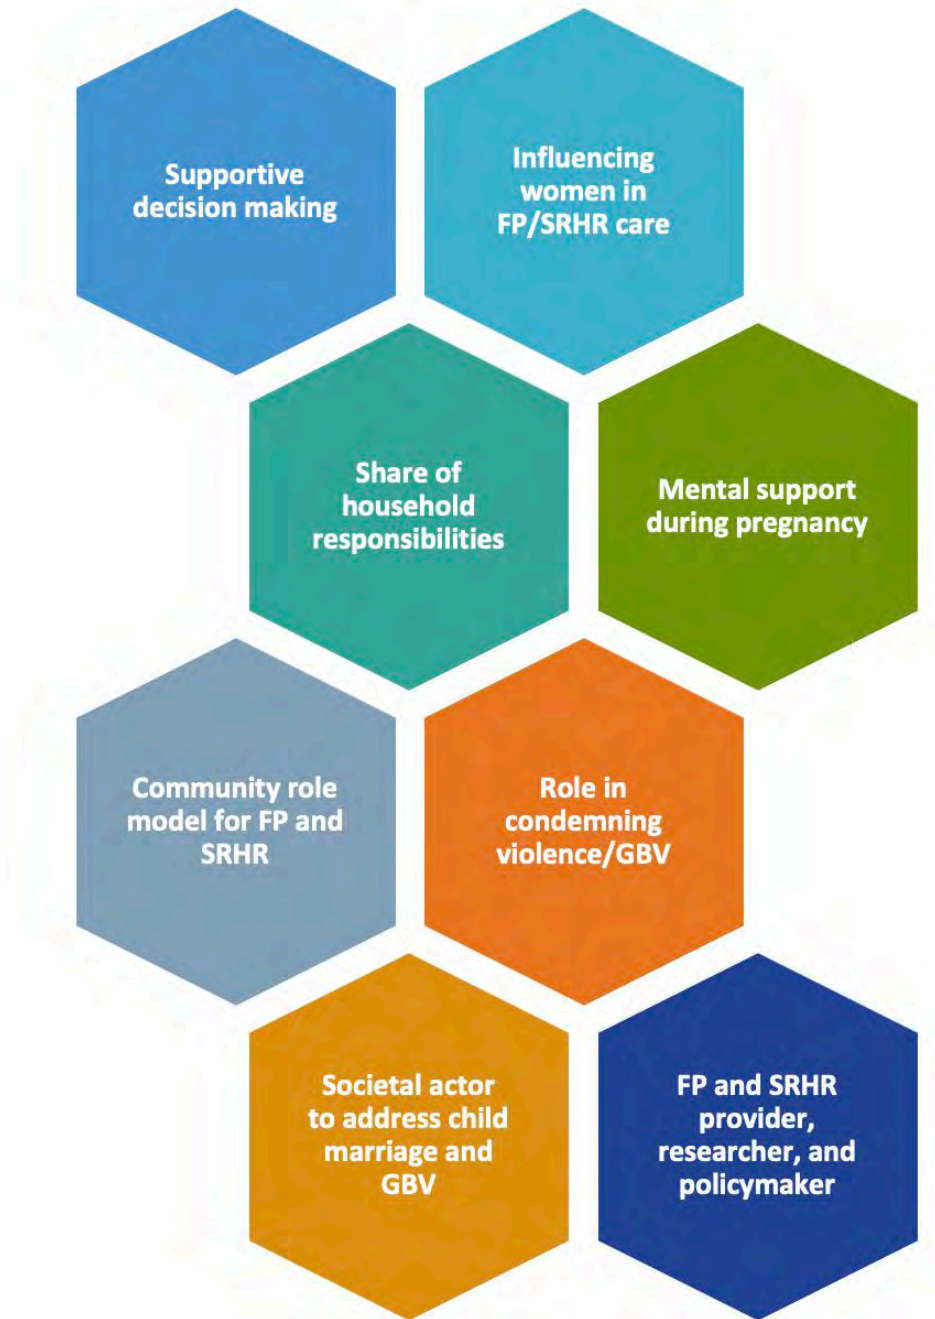 Supportive
decision making
Influencing
women in
FP/SRHR care
Share of
household
responsibilities
Mental support
during pregnancy
Community role
model for FP and
SRHR
Role in
condemning
violence/GBV
Societal actor
to address child
marriage and
GBV
FP and SRHR
provider,
researcher, and
policymaker